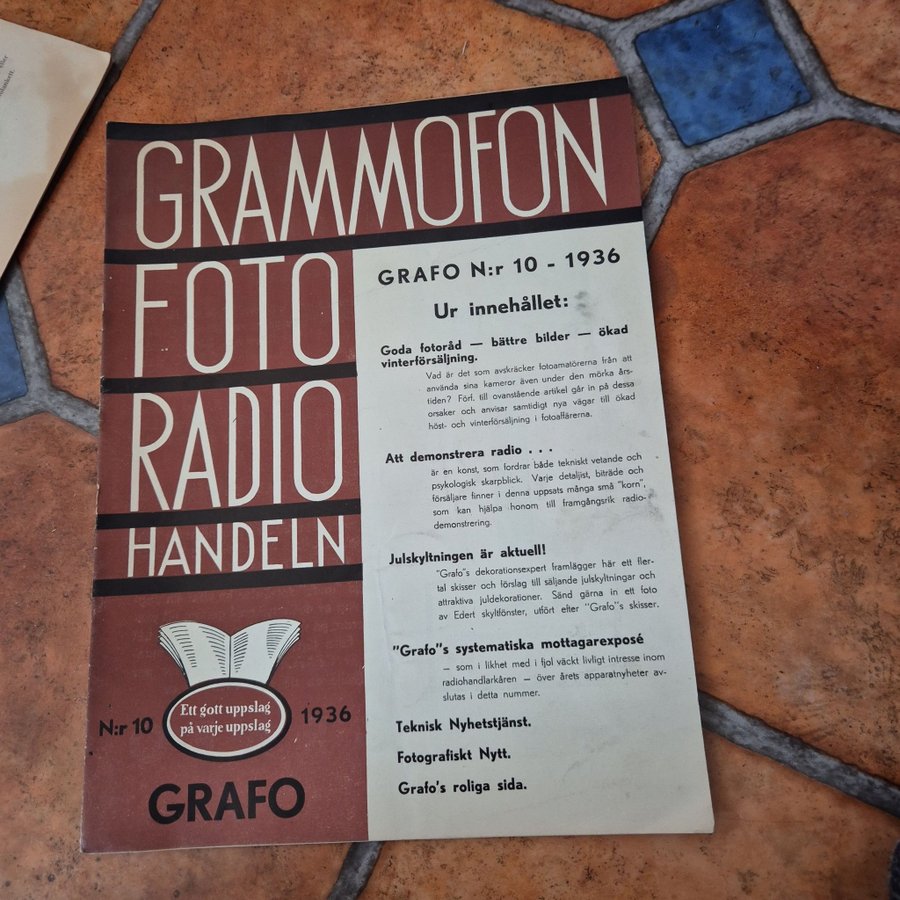 GRAMMOFON
FOTO
RADIO
HANDELN
N:r 10
Ett gott uppslag
på varje uppslag
1936
GRAFO
GRAFO N:r 10 - 1936
Ur innehållet:
Goda fotoråd — bättre bilder — ökad
vinterförsäljning.
Vad är det som avskräcker fotoamatörerna från att
använda sina kameror även under den mörka års-
tiden? Förf. till ovanstående artikel går in på dessa
orsaker och anvisar samtidigt nya vägar till ökad
höst- och vinterförsäljning i fotoaffärerna.
Att demonstrera radio . . .
är en konst, som fordrar både tekniskt vetande och
psykologisk skarpblick. Varje detaljist, biträde och
försäljare finner i denna uppsats många små "korn",
som kan hjälpa honom till framgångsrik radio-
demonstrering.
Julskyltningen är aktuell!
"Grafo"s dekorationsexpert framlägger här ett fler-
tal skisser och förslag till säljande julskyltningar och
attraktiva juldekorationer. Sänd gärna in ett foto
av Edert skyltfönster, utfört efter "Grafo"s skisser.
"Grafo"s systematiska mottagarexposé
— som i likhet med i fjol väckt livligt intresse inom
radiohandlarkåren — över årets apparatnyheter av-
slutas i detta nummer.
Teknisk Nyhetstjänst.
Fotografiskt Nytt.
Grafo's roliga sida.